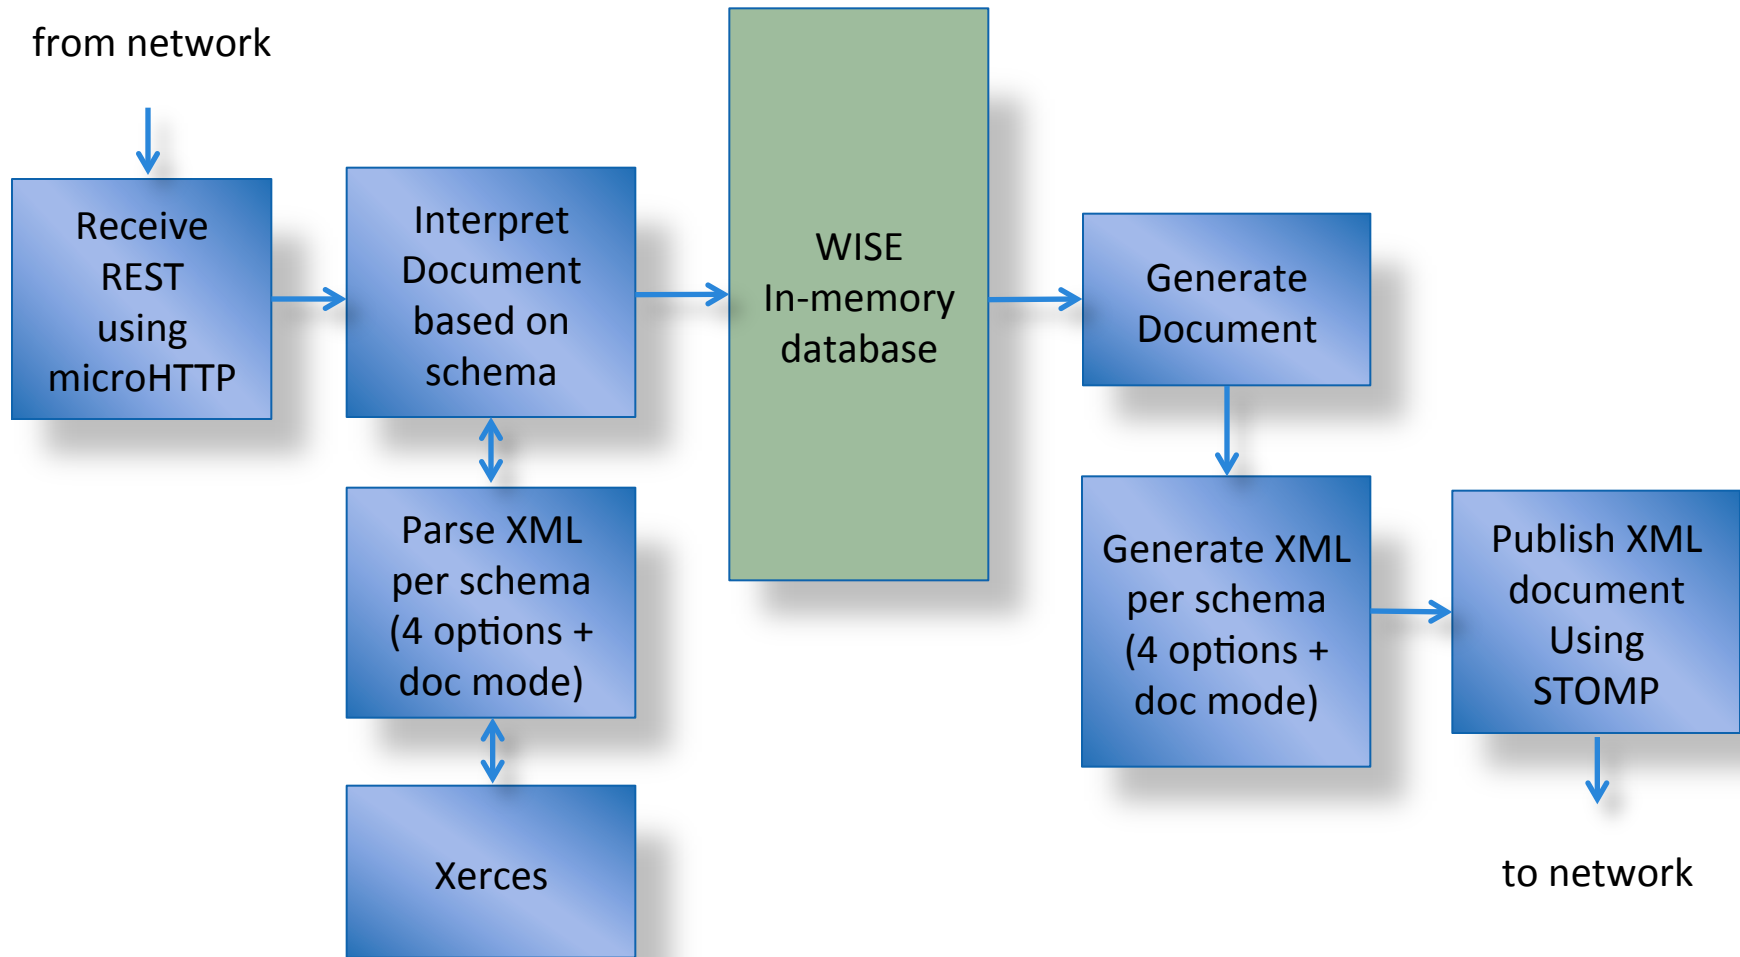 from network
Receive
REST
using
microHTTP
Interpret
Document
based on
schema
Parse XML
per schema
(4 options +
doc mode)
Xerces
WISE
In-memory
database
Generate
Document
Generate XML
per schema
(4 options +
doc mode)
Publish XML
document
Using
STOMP
to network